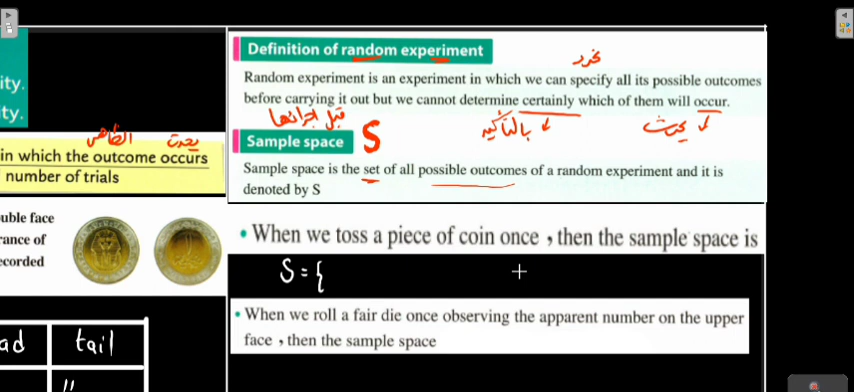 ity.
ty.
الظاهر يحدث
in which the outcome occurs
number of trials
uble face
rance of
ecorded
ad tail
"
Definition of random experiment
نحدد
Random experiment is an experiment in which we can specify all its possible outcomes
before carrying it out but we cannot determine certainly which of them will occur.
قبل اجرائها بالتأكيد يحدث
Sample space S
Sample space is the set of all possible outcomes of a random experiment and it is
denoted by S
• When we toss a piece of coin once , then the sample space is
S = {
• When we roll a fair die once observing the apparent number on the upper
face , then the sample space